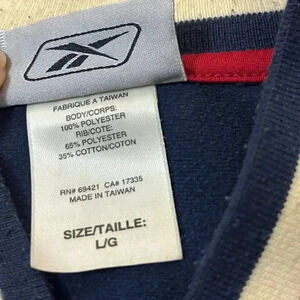 FABRIQUE A TAIWAN
BODY/CORPS:
100% POLYESTER
RIB/COTE:
65% POLYESTER
35% COTTON/COTON
RN# 69421 CA# 17335
MADE IN TAIWAN
SIZE/TAILLE:
L/G